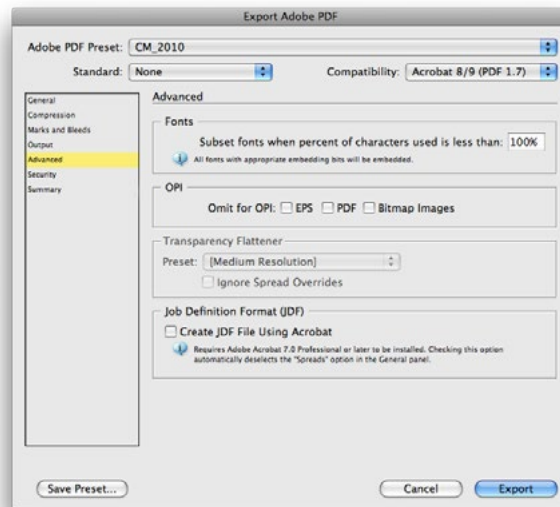 Export Adobe PDF
Adobe PDF Preset: CM_2010
Standard: None Compatibility: Acrobat 8/9 (PDF 1.7)
General
Compression
Marks and Bleeds
Output
Advanced
Security
Summary
Advanced
Fonts
Subset fonts when percent of characters used is less than: 100%
All fonts with appropriate embedding bits will be embedded.
OPI
Omit for OPI: EPS PDF Bitmap Images
Transparency Flattener
Preset: [Medium Resolution]
Ignore Spread Overrides
Job Definition Format (JDF)
Create JDF File Using Acrobat
Requires Adobe Acrobat 7.0 Professional or later to be installed. Checking this option
automatically deselects the "Spreads" option in the General panel.
Save Preset... Cancel Export